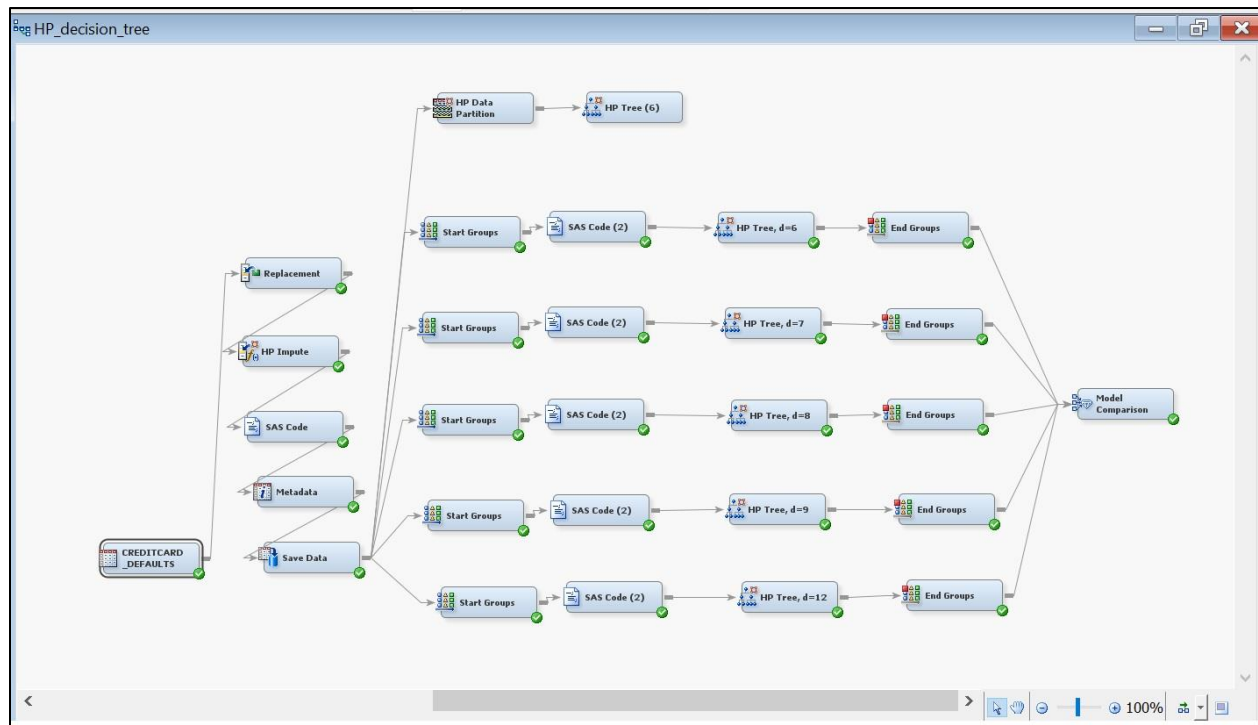 HP_decision_tree
HP Data
Partition
HP Tree (6)
Start Groups
SAS Code (2)
HP Tree, d=6
End Groups
Replacement
Start Groups
SAS Code (2)
HP Tree, d=7
End Groups
HP Impute
Start Groups
SAS Code (2)
HP Tree, d=8
End Groups
Model
Comparison
SAS Code
Metadata
Start Groups
SAS Code (2)
HP Tree, d=9
End Groups
CREDITCARD
_DEFAULTS
Save Data
Start Groups
SAS Code (2)
HP Tree, d=12
End Groups
100%